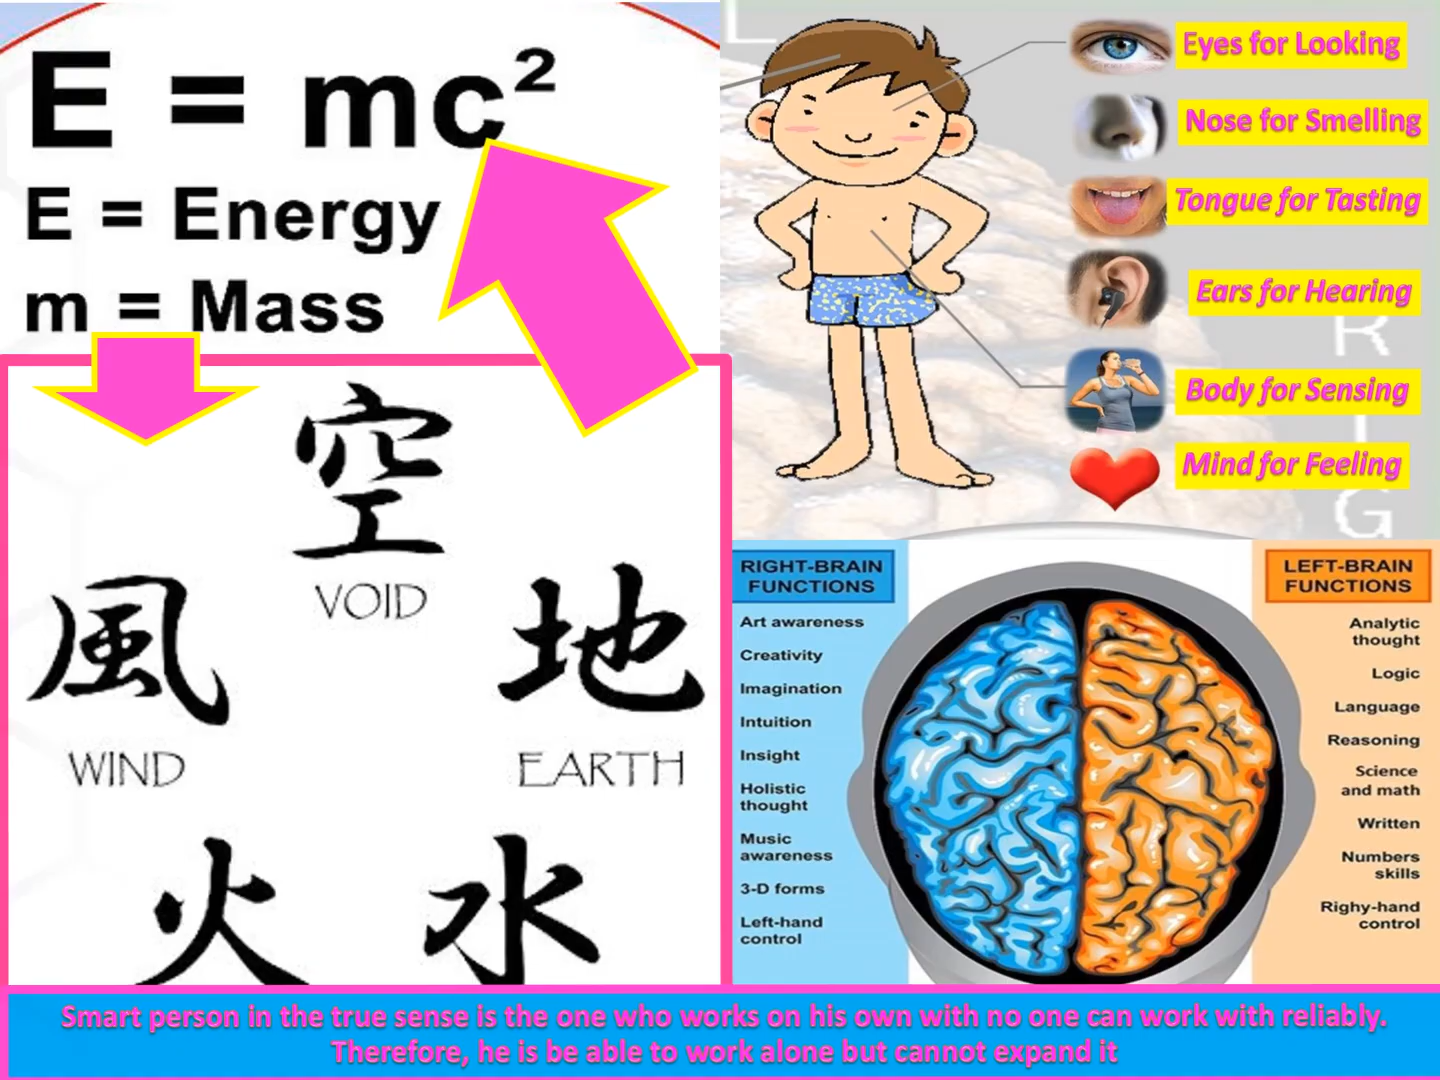 E = mc²
E = Energy
m = Mass
空
VOID
風
WIND
地
EARTH
火
水
L
Eyes for Looking
Nose for Smelling
Tongue for Tasting
Ears for Hearing
R
Body for Sensing
I
Mind for Feeling
G
RIGHT-BRAIN
FUNCTIONS
Art awareness
Creativity
Imagination
Intuition
Insight
Holistic
thought
Music
awareness
3-D forms
Left-hand
control
LEFT-BRAIN
FUNCTIONS
Analytic
thought
Logic
Language
Reasoning
Science
and math
Written
Numbers
skills
Righy-hand
control
Smart person in the true sense is the one who works on his own with no one can work with reliably.
Therefore, he is be able to work alone but cannot expand it